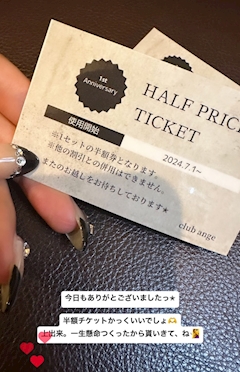 1st
Anniversary
HALF PRIC
TICKET
使用開始
2024.7.1~
※1セットの半額券となります。
※他の割引との併用はできません。
またのお越しをお待ちしております★
club ange
今日もありがとございましたっ★
半額チケットかっくいいでしょ🫶
上出来。一生懸命つくったから貰いきて、ね